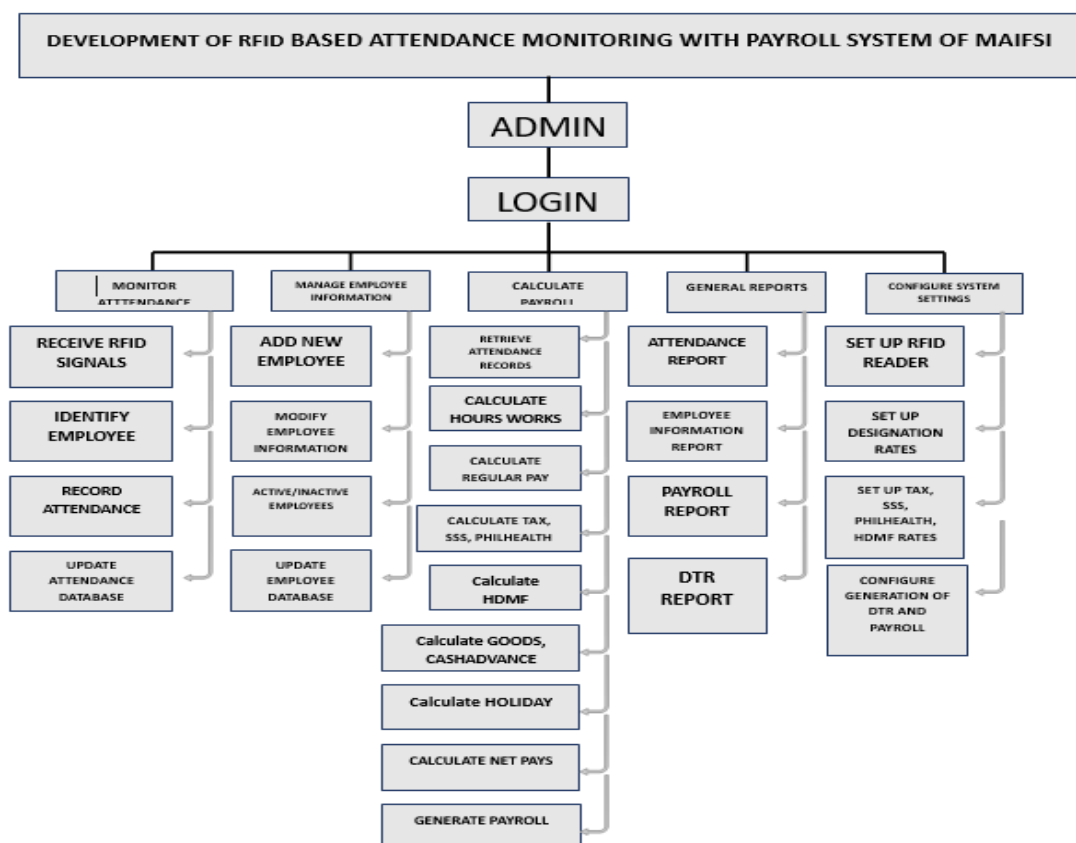 DEVELOPMENT OF RFID BASED ATTENDANCE MONITORING WITH PAYROLL SYSTEM OF MAIFSI
ADMIN
LOGIN
MONITOR
ATTTENDANCE
RECEIVE RFID
SIGNALS
IDENTIFY
EMPLOYEE
RECORD
ATTENDANCE
UPDATE
ATTENDANCE
DATABASE
MANAGE EMPLOYEE
INFORMATION
ADD NEW
EMPLOYEE
MODIFY
EMPLOYEE
INFORMATION
ACTIVE/INACTIVE
EMPLOYEES
UPDATE
EMPLOYEE
DATABASE
CALCULATE
PAYROLL
RETRIEVE
ATTENDANCE
RECORDS
CALCULATE
HOURS WORKS
CALCULATE
REGULAR PAY
CALCULATE TAX,
SSS, PHILHEALTH
Calculate
HDMF
Calculate GOODS,
CASHADVANCE
Calculate HOLIDAY
CALCULATE NET PAYS
GENERATE PAYROLL
GENERAL REPORTS
ATTENDANCE
REPORT
EMPLOYEE
INFORMATION
REPORT
PAYROLL
REPORT
DTR
REPORT
CONFIGURE SYSTEM
SETTINGS
SET UP RFID
READER
SET UP
DESIGNATION
RATES
SET UP TAX,
SSS,
PHILHEALTH,
HDMF RATES
CONFIGURE
GENERATION OF
DTR AND
PAYROLL